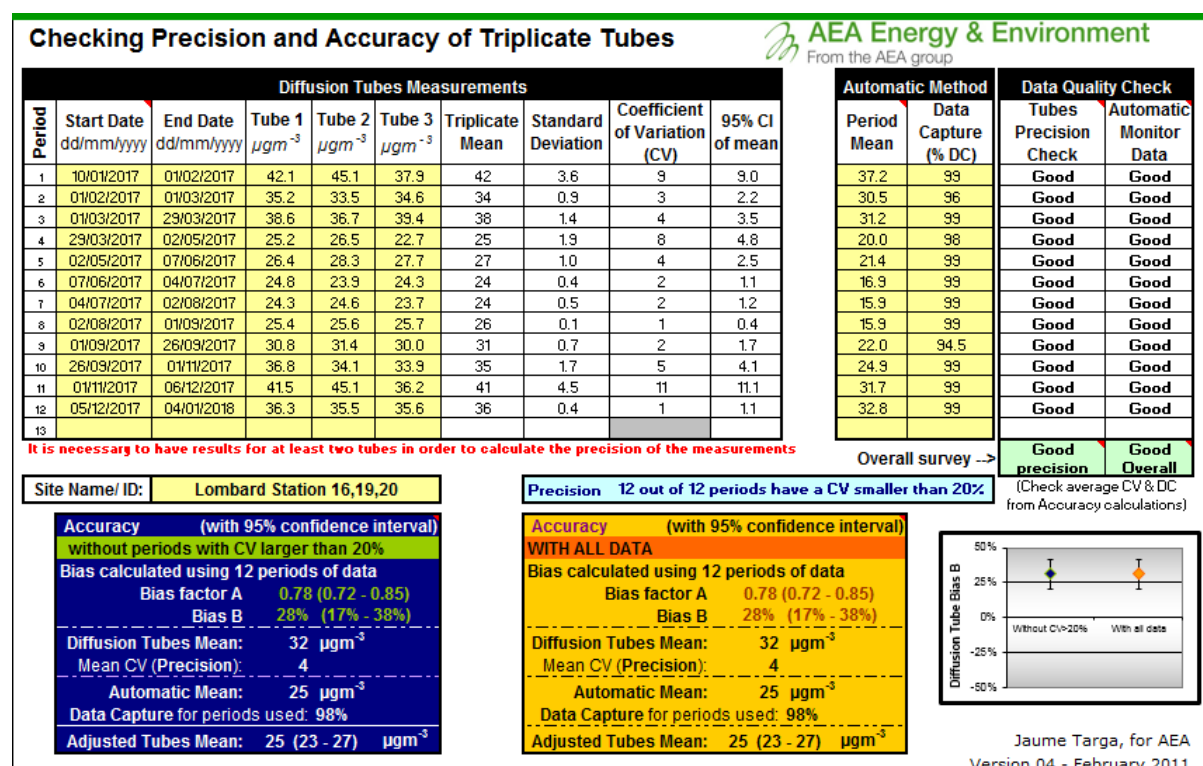 Checking Precision and Accuracy of Triplicate Tubes
AEA Energy & Environment
From the AEA group
Diffusion Tubes Measurements
Period
Start Date dd/mm/yyyy
End Date dd/mm/yyyy
Tube 1 µgm⁻³
Tube 2 µgm⁻³
Tube 3 µgm⁻³
Triplicate Mean
Standard Deviation
Coefficient of Variation (CV)
95% CI of mean
Automatic Method
Period Mean
Data Capture (% DC)
Data Quality Check
Tubes Precision Check
Automatic Monitor Data
1 10/01/2017 01/02/2017 42.1 45.1 37.9 42 3.6 9 9.0 37.2 99 Good Good
2 01/02/2017 01/03/2017 35.2 33.5 34.6 34 0.9 3 2.2 30.5 96 Good Good
3 01/03/2017 29/03/2017 38.6 36.7 39.4 38 1.4 4 3.5 31.2 99 Good Good
4 29/03/2017 02/05/2017 25.2 26.5 22.7 25 1.9 8 4.8 20.0 98 Good Good
5 02/05/2017 07/06/2017 26.4 28.3 27.7 27 1.0 4 2.5 21.4 99 Good Good
6 07/06/2017 04/07/2017 24.8 23.9 24.3 24 0.4 2 1.1 16.9 99 Good Good
7 04/07/2017 02/08/2017 24.3 24.6 23.7 24 0.5 2 1.2 15.9 99 Good Good
8 02/08/2017 01/09/2017 25.4 25.6 25.7 26 0.1 1 0.4 15.9 99 Good Good
9 01/09/2017 26/09/2017 30.8 31.4 30.0 31 0.7 2 1.7 22.0 94.5 Good Good
10 26/09/2017 01/11/2017 36.8 34.1 33.9 35 1.7 5 4.1 24.9 99 Good Good
11 01/11/2017 06/12/2017 41.5 45.1 36.2 41 4.5 11 11.1 31.7 99 Good Good
12 05/12/2017 04/01/2018 36.3 35.5 35.6 36 0.4 1 1.1 32.8 99 Good Good
13
It is necessary to have results for at least two tubes in order to calculate the precision of the measurements
Overall survey -->
Good precision
Good Overall
(Check average CV & DC
from Accuracy calculations)
Site Name/ ID: Lombard Station 16,19,20
Precision 12 out of 12 periods have a CV smaller than 20%
Accuracy (with 95% confidence interval)
without periods with CV larger than 20%
Bias calculated using 12 periods of data
Bias factor A 0.78 (0.72 - 0.85)
Bias B 28% (17% - 38%)
Diffusion Tubes Mean: 32 µgm⁻³
Mean CV (Precision): 4
Automatic Mean: 25 µgm⁻³
Data Capture for periods used: 98%
Adjusted Tubes Mean: 25 (23 - 27) µgm⁻³
Accuracy (with 95% confidence interval)
WITH ALL DATA
Bias calculated using 12 periods of data
Bias factor A 0.78 (0.72 - 0.85)
Bias B 28% (17% - 38%)
Diffusion Tubes Mean: 32 µgm⁻³
Mean CV (Precision): 4
Automatic Mean: 25 µgm⁻³
Data Capture for periods used: 98%
Adjusted Tubes Mean: 25 (23 - 27) µgm⁻³
Diffusion Tube Bias B
50%
25%
0%
-25%
-50%
Without CV>20% With all data
Jaume Targa, for AEA
Version 04 - February 2011